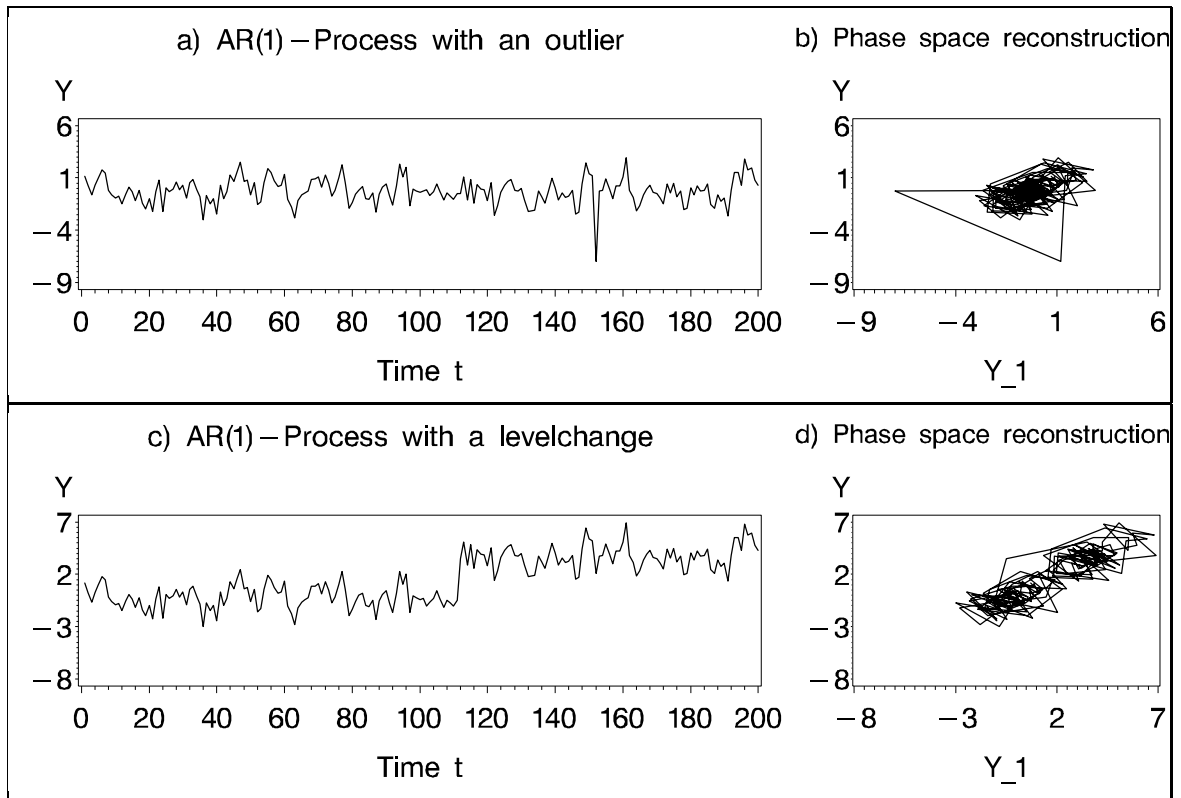 a) AR(1)−Process with an outlier
Y
6
1
−4
−9
0 20 40 60 80 100 120 140 160 180 200
Time t
b) Phase space reconstruction
Y
6
1
−4
−9
−9 −4 1 6
Y_1
c) AR(1)−Process with a levelchange
Y
7
2
−3
−8
0 20 40 60 80 100 120 140 160 180 200
Time t
d) Phase space reconstruction
Y
7
2
−3
−8
−8 −3 2 7
Y_1